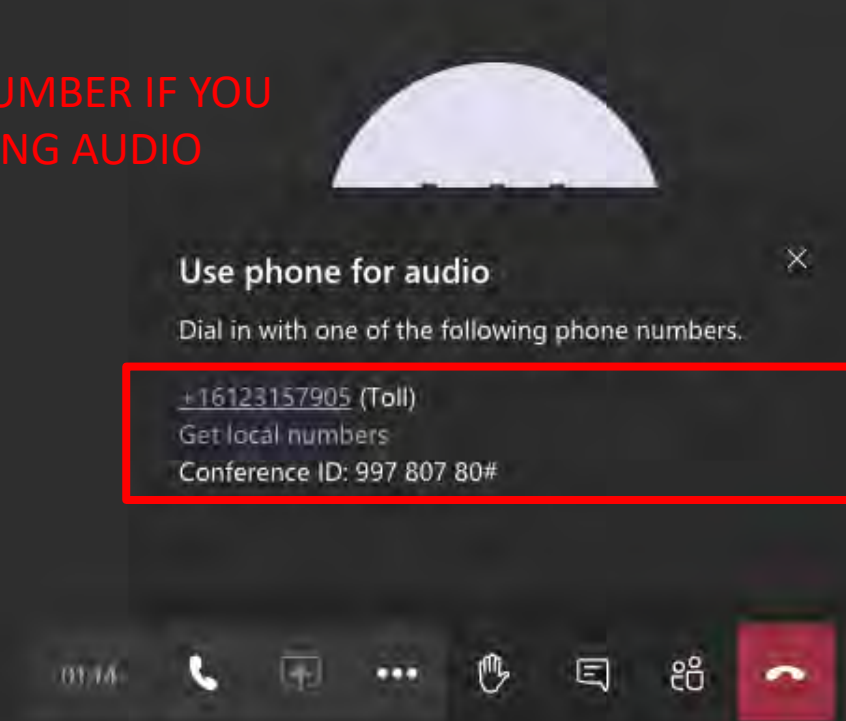 UMBER IF YOU
NG AUDIO
Use phone for audio
Dial in with one of the following phone numbers.
+16123157905 (Toll)
Get local numbers
Conference ID: 997 807 80#